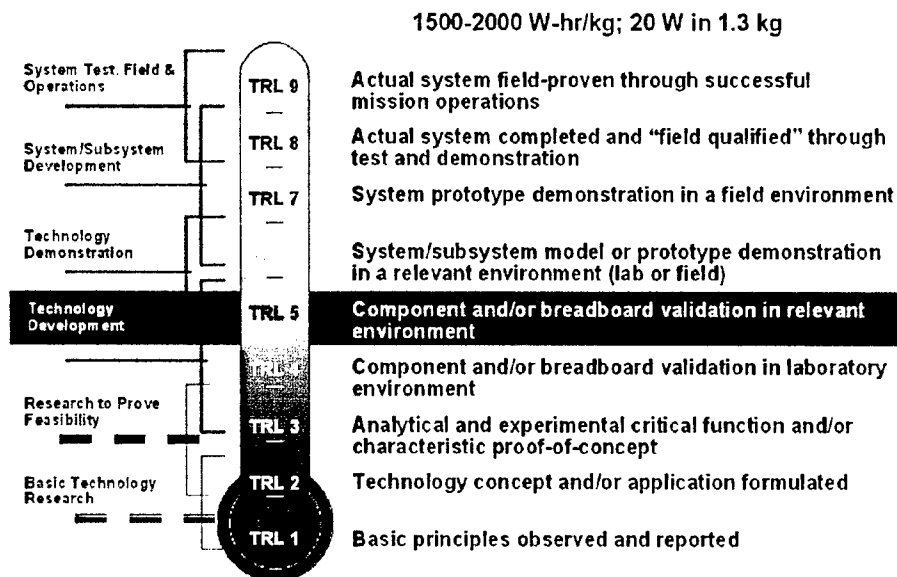 1500-2000 W-hr/kg; 20 W in 1.3 kg
System Test. Field &
Operations
TRL 9
Actual system field-proven through successful
mission operations
System/Subsystem
Development
TRL 8
Actual system completed and “field qualified” through
test and demonstration
TRL 7
System prototype demonstration in a field environment
Technology
Demonstration
System/subsystem model or prototype demonstration
in a relevant environment (lab or field)
Technology
Development
TRL 5
Component and/or breadboard validation in relevant
environment
TRL 4
Component and/or breadboard validation in laboratory
environment
Research to Prove
Feasibility
TRL 3
Analytical and experimental critical function and/or
characteristic proof-of-concept
Basic Technology
Research
TRL 2
Technology concept and/or application formulated
TRL 1
Basic principles observed and reported